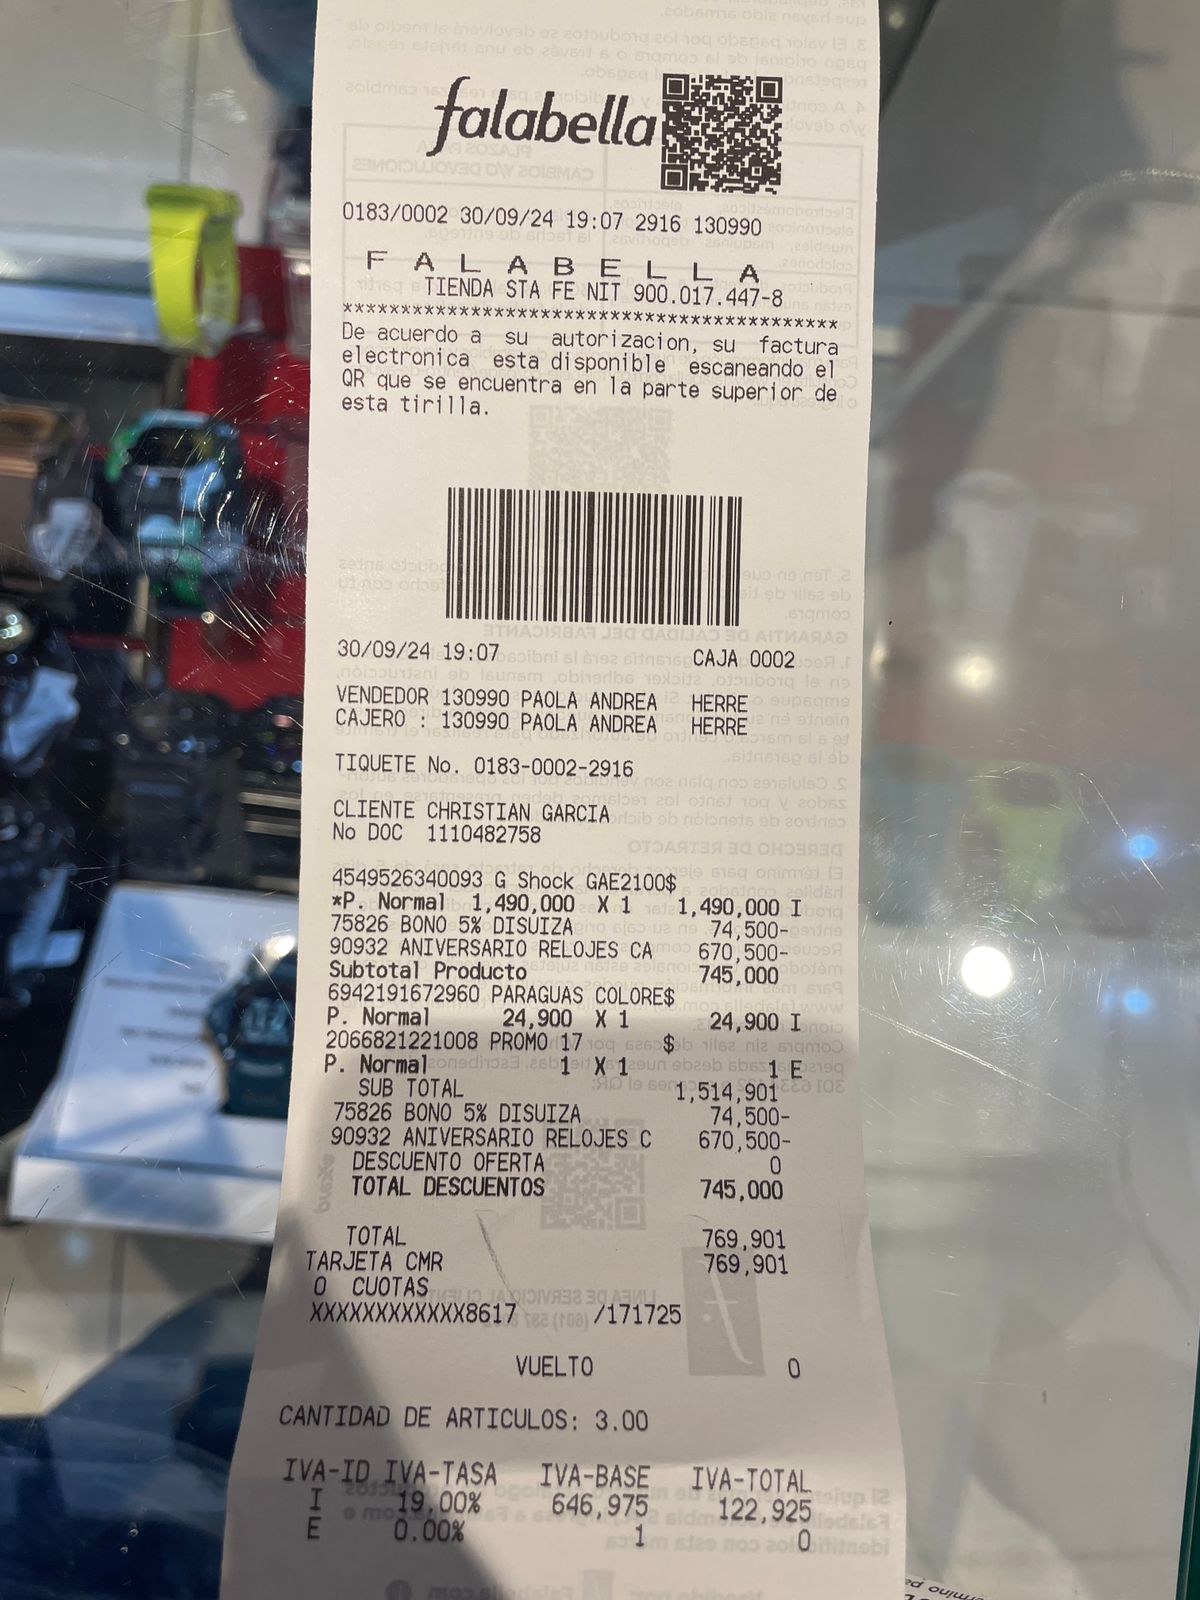 falabella
0183/0002 30/09/24 19:07 2916 130990
F A L A B E L L A
TIENDA STA FE NIT 900.017.447-8
******************************************
De acuerdo a su autorizacion, su factura
electronica esta disponible escaneando el
QR que se encuentra en la parte superior de
esta tirilla.
30/09/24 19:07 CAJA 0002
VENDEDOR 130990 PAOLA ANDREA HERRE
CAJERO : 130990 PAOLA ANDREA HERRE
TIQUETE No. 0183-0002-2916
CLIENTE CHRISTIAN GARCIA
No DOC 1110482758
4549526340093 G Shock GAE2100$
*P. Normal 1,490,000 X 1 1,490,000 I
75826 BONO 5% DISUIZA 74,500-
90932 ANIVERSARIO RELOJES CA 670,500-
Subtotal Producto 745,000
6942191672960 PARAGUAS COLORE$
P. Normal 24,900 X 1 24,900 I
2066821221008 PROMO 17 $
P. Normal 1 X 1 1 E
SUB TOTAL 1,514,901
75826 BONO 5% DISUIZA 74,500-
90932 ANIVERSARIO RELOJES C 670,500-
DESCUENTO OFERTA 0
TOTAL DESCUENTOS 745,000
TOTAL 769,901
TARJETA CMR 769,901
0 CUOTAS
XXXXXXXXXXXX8617 /171725
VUELTO 0
CANTIDAD DE ARTICULOS: 3.00
IVA-ID IVA-TASA IVA-BASE IVA-TOTAL
I 19.00% 646,975 122,925
E 0.00% 1 0